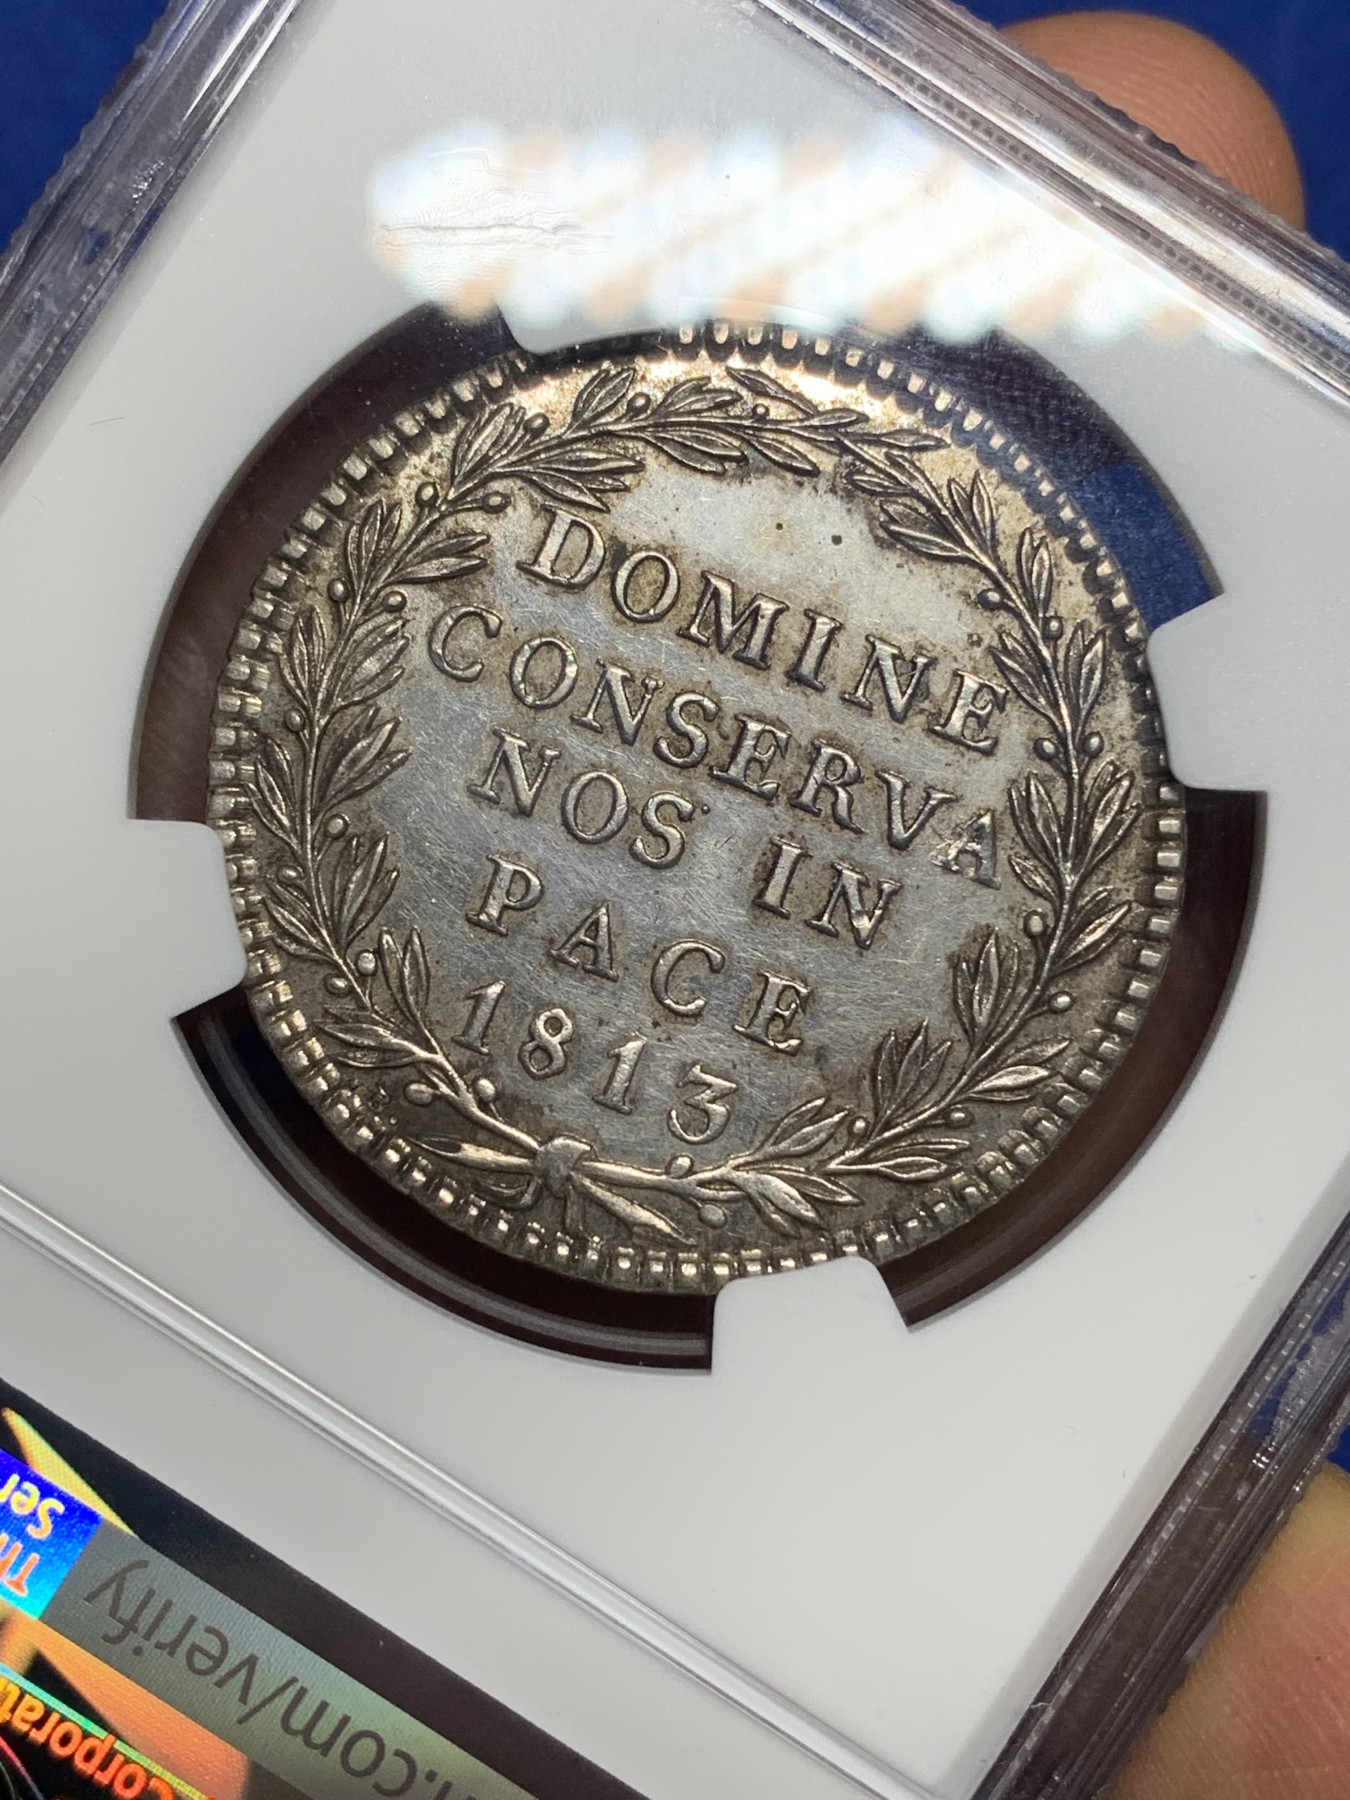 DOMINE
CONSERVA
NOS IN
PACE
1813
.com/verify